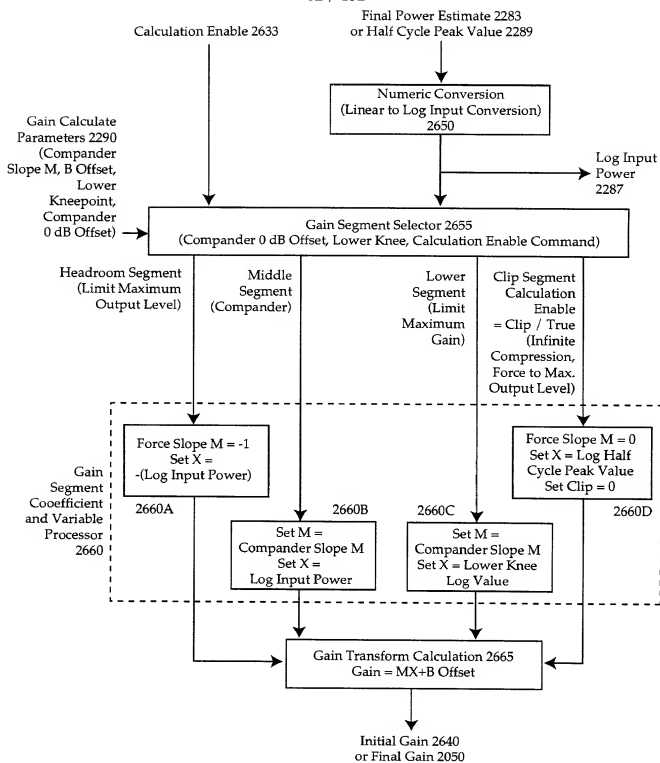 Calculation Enable 2633
Final Power Estimate 2283
or Half Cycle Peak Value 2289
Numeric Conversion
(Linear to Log Input Conversion)
2650
Gain Calculate
Parameters 2290
(Compander
Slope M, B Offset,
Lower
Kneepoint,
Compander
0 dB Offset)
Log Input
Power
2287
Gain Segment Selector 2655
(Compander 0 dB Offset, Lower Knee, Calculation Enable Command)
Headroom Segment
(Limit Maximum
Output Level)
Middle
Segment
(Compander)
Lower
Segment
(Limit
Maximum
Gain)
Clip Segment
Calculation
Enable
= Clip / True
(Infinite
Compression,
Force to Max.
Output Level)
Gain
Segment
Cooefficient
and Variable
Processor
2660
Force Slope M = -1
Set X =
-(Log Input Power)
2660A
2660B
Set M =
Compander Slope M
Set X =
Log Input Power
2660C
Set M =
Compander Slope M
Set X = Lower Knee
Log Value
Force Slope M = 0
Set X = Log Half
Cycle Peak Value
Set Clip = 0
2660D
Gain Transform Calculation 2665
Gain = MX+B Offset
Initial Gain 2640
or Final Gain 2050